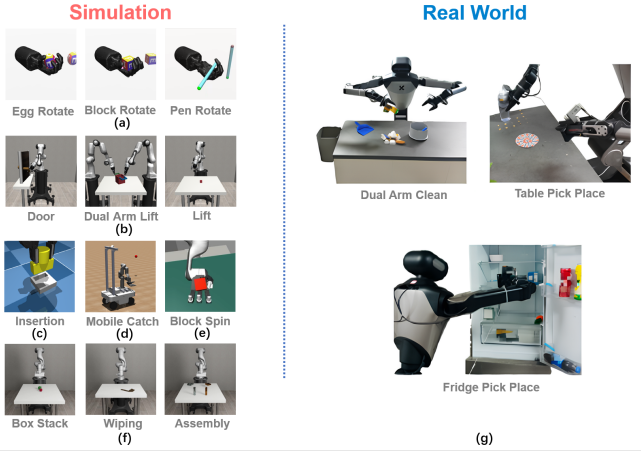 Simulation
Real World
Egg Rotate
Block Rotate
Pen Rotate
(a)
Door
Dual Arm Lift
Lift
(b)
Insertion
Mobile Catch
Block Spin
(c)
(d)
(e)
Box Stack
Wiping
Assembly
(f)
Dual Arm Clean
Table Pick Place
Fridge Pick Place
(g)